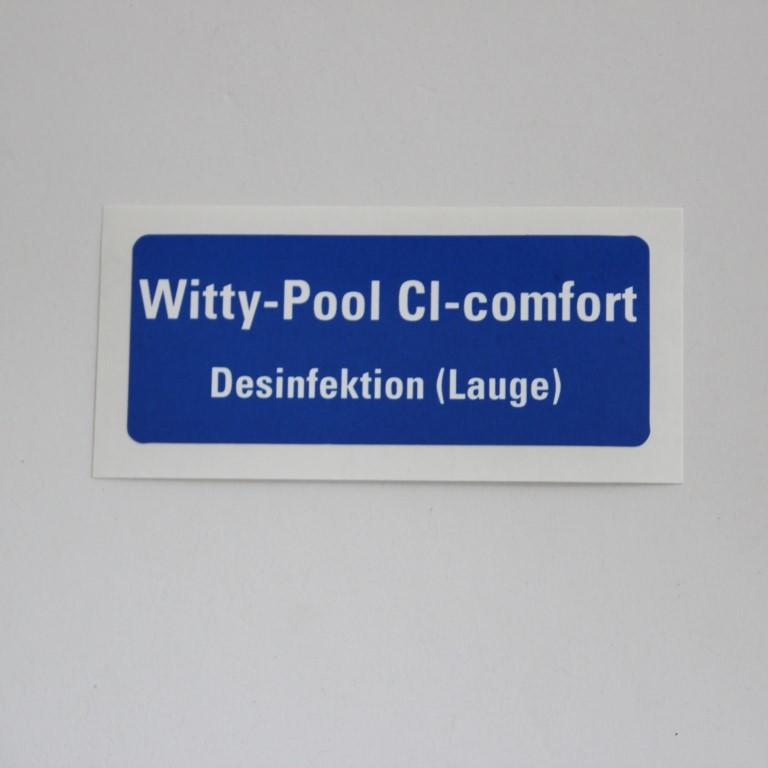 Witty-Pool Cl-comfort
Desinfektion (Lauge)